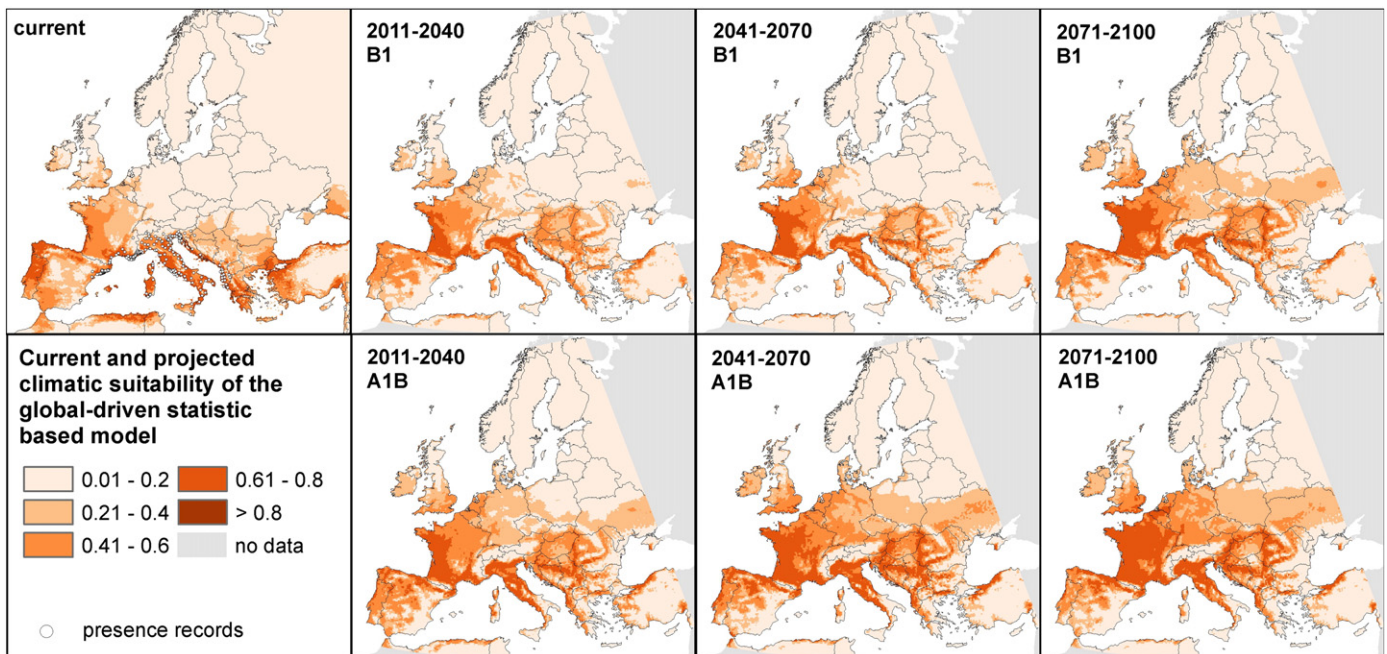 current
2011-2040
B1
2041-2070
B1
2071-2100
B1
Current and projected
climatic suitability of the
global-driven statistic
based model
0.01 - 0.2
0.61 - 0.8
0.21 - 0.4
> 0.8
0.41 - 0.6
no data
presence records
2011-2040
A1B
2041-2070
A1B
2071-2100
A1B